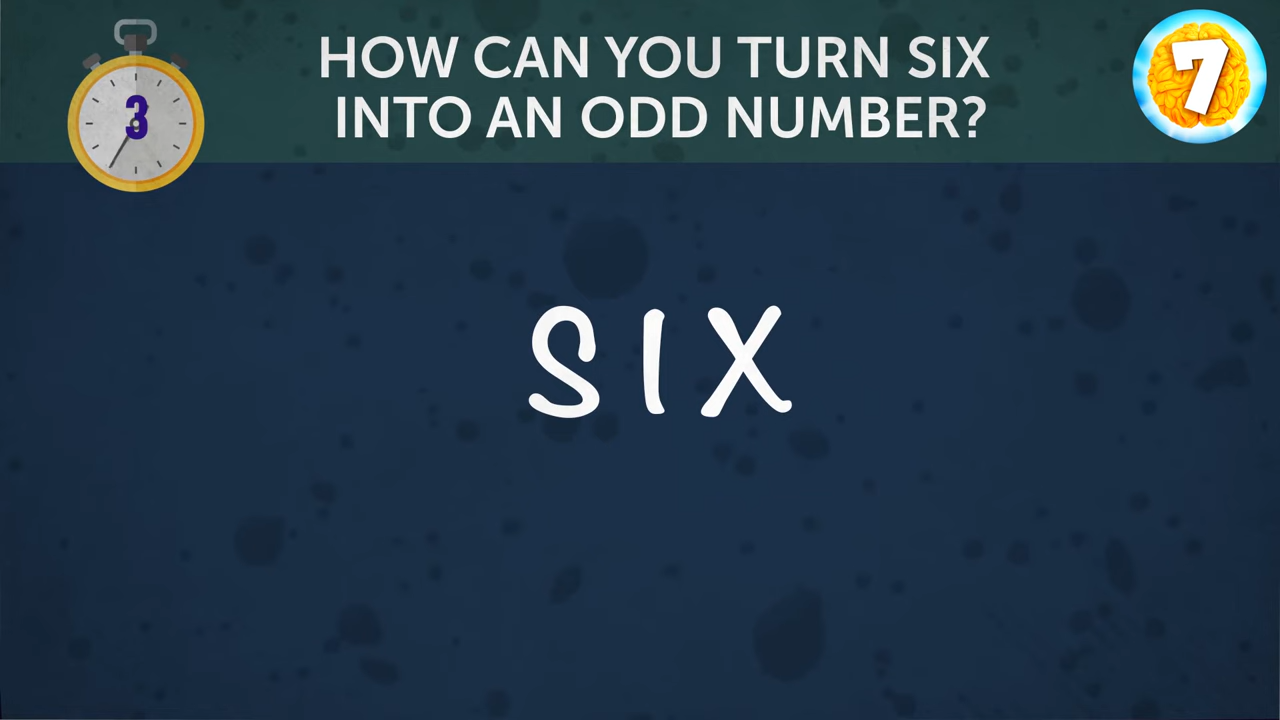 HOW CAN YOU TURN SIX
INTO AN ODD NUMBER?
3
7
SIX